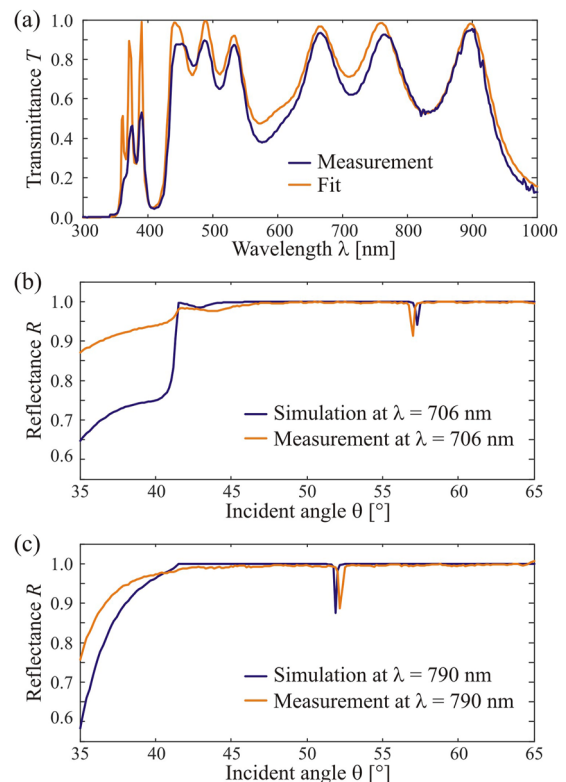 (a)
Transmittance T
1.0
0.8
0.6
0.4
0.2
0.0
Measurement
Fit
300 400 500 600 700 800 900 1000
Wavelength λ [nm]
(b)
Reflectance R
1.0
0.9
0.8
0.7
0.6
Simulation at λ = 706 nm
Measurement at λ = 706 nm
35 40 45 50 55 60 65
Incident angle θ [°]
(c)
Reflectance R
1.0
0.9
0.8
0.7
0.6
Simulation at λ = 790 nm
Measurement at λ = 790 nm
35 40 45 50 55 60 65
Incident angle θ [°]